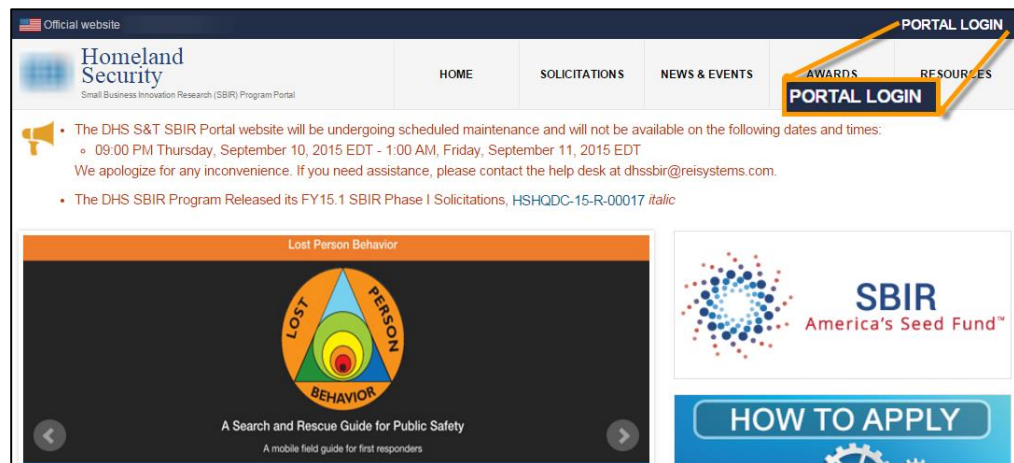 Official website
PORTAL LOGIN
Homeland
Security
Small Business Innovation Research (SBIR) Program Portal
HOME
SOLICITATIONS
NEWS & EVENTS
AWARDS
RESOURCES
PORTAL LOGIN
The DHS S&T SBIR Portal website will be undergoing scheduled maintenance and will not be available on the following dates and times:
09:00 PM Thursday, September 10, 2015 EDT - 1:00 AM, Friday, September 11, 2015 EDT
We apologize for any inconvenience. If you need assistance, please contact the help desk at dhssbir@reisystems.com.
The DHS SBIR Program Released its FY15.1 SBIR Phase I Solicitations, HSHQDC-15-R-00017 italic
Lost Person Behavior
LOST PERSON
BEHAVIOR
A Search and Rescue Guide for Public Safety
A mobile field guide for first responders
SBIR
America's Seed Fund™
HOW TO APPLY